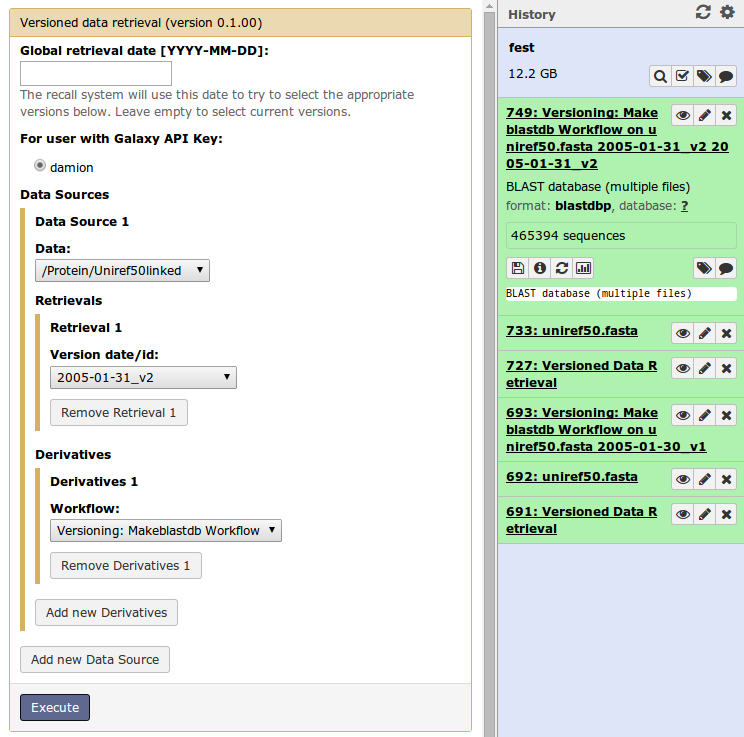 Versioned data retrieval (version 0.1.00)
Global retrieval date [YYYY-MM-DD]:
The recall system will use this date to try to select the appropriate
versions below. Leave empty to select current versions.
For user with Galaxy API Key:
damion
Data Sources
Data Source 1
Data:
/Protein/Uniref50linked
Retrievals
Retrieval 1
Version date/id:
2005-01-31_v2
Remove Retrieval 1
Derivatives
Derivatives 1
Workflow:
Versioning: Makeblastdb Workflow
Remove Derivatives 1
Add new Derivatives
Add new Data Source
Execute
History
fest
12.2 GB
749: Versioning: Make
blastdb Workflow on u
niref50.fasta 2005-01-31_v2 20
05-01-31_v2
BLAST database (multiple files)
format: blastdbp, database: ?
465394 sequences
BLAST database (multiple files)
733: uniref50.fasta
727: Versioned Data R
etrieval
693: Versioning: Make
blastdb Workflow on u
niref50.fasta 2005-01-30_v1
692: uniref50.fasta
691: Versioned Data R
etrieval